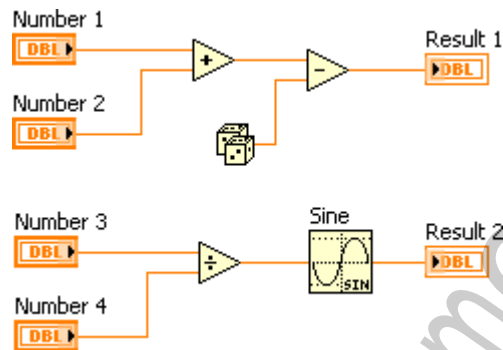 Number 1
DBL
Number 2
DBL
+
-
Result 1
DBL
Number 3
DBL
Number 4
DBL
÷
Sine
SIN
Result 2
DBL